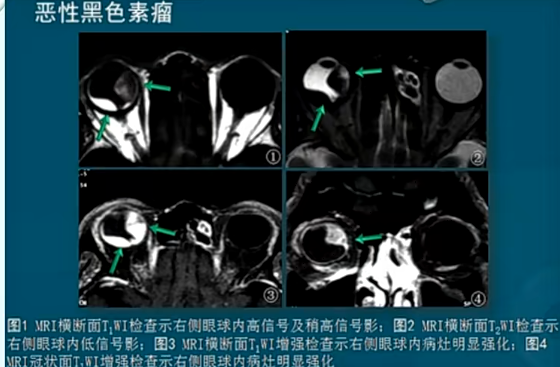 恶性黑色素瘤
①
②
③
④
图1 MRI横断面T₁WI检查示右侧眼球内高信号及稍高信号影；图2 MRI横断面T₂WI检查示
右侧眼球内低信号影；图3 MRI横断面T₁WI增强检查示右侧眼球内病灶明显强化；图4
MRI冠状面T₁WI增强检查示右侧眼球内病灶明显强化